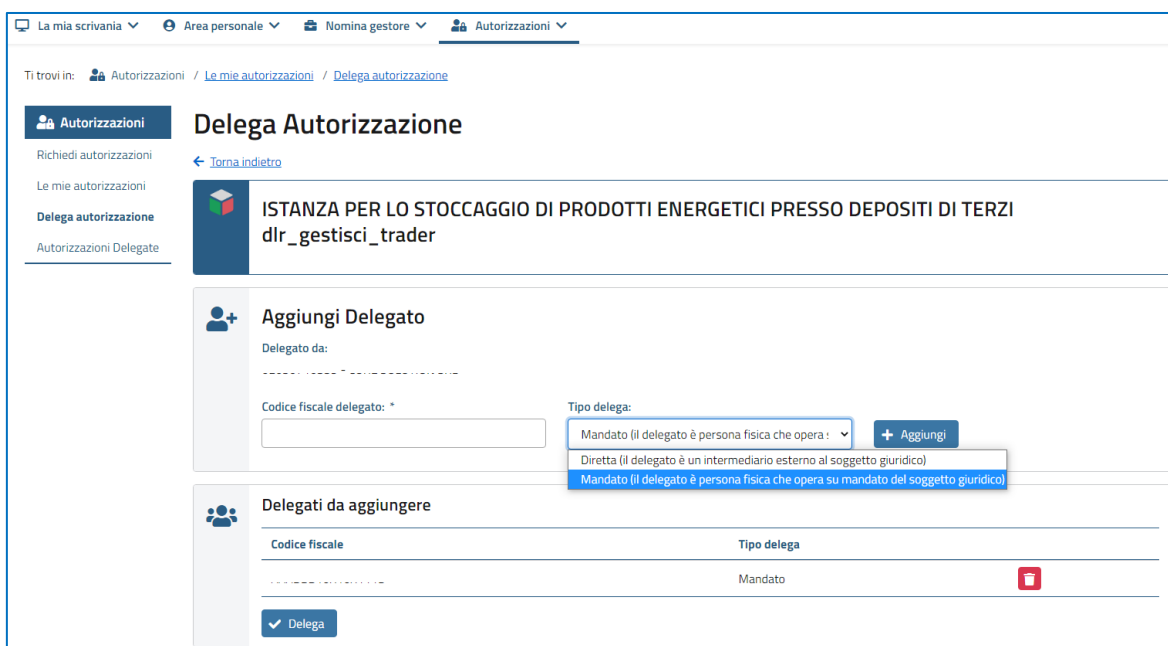 La mia scrivania Area personale Nomina gestore Autorizzazioni
Ti trovi in: Autorizzazioni / Le mie autorizzazioni / Delega autorizzazione
Autorizzazioni
Richiedi autorizzazioni
Le mie autorizzazioni
Delega autorizzazione
Autorizzazioni Delegate
Delega Autorizzazione
Torna indietro
ISTANZA PER LO STOCCAGGIO DI PRODOTTI ENERGETICI PRESSO DEPOSITI DI TERZI
dlr_gestisci_trader
Aggiungi Delegato
Delegato da:
Codice fiscale delegato: *
Tipo delega:
Mandato (il delegato è persona fisica che opera
Aggiungi
Diretta (il delegato è un intermediario esterno al soggetto giuridico)
Mandato (il delegato è persona fisica che opera su mandato del soggetto giuridico)
Delegati da aggiungere
Codice fiscale Tipo delega
Mandato
Delega